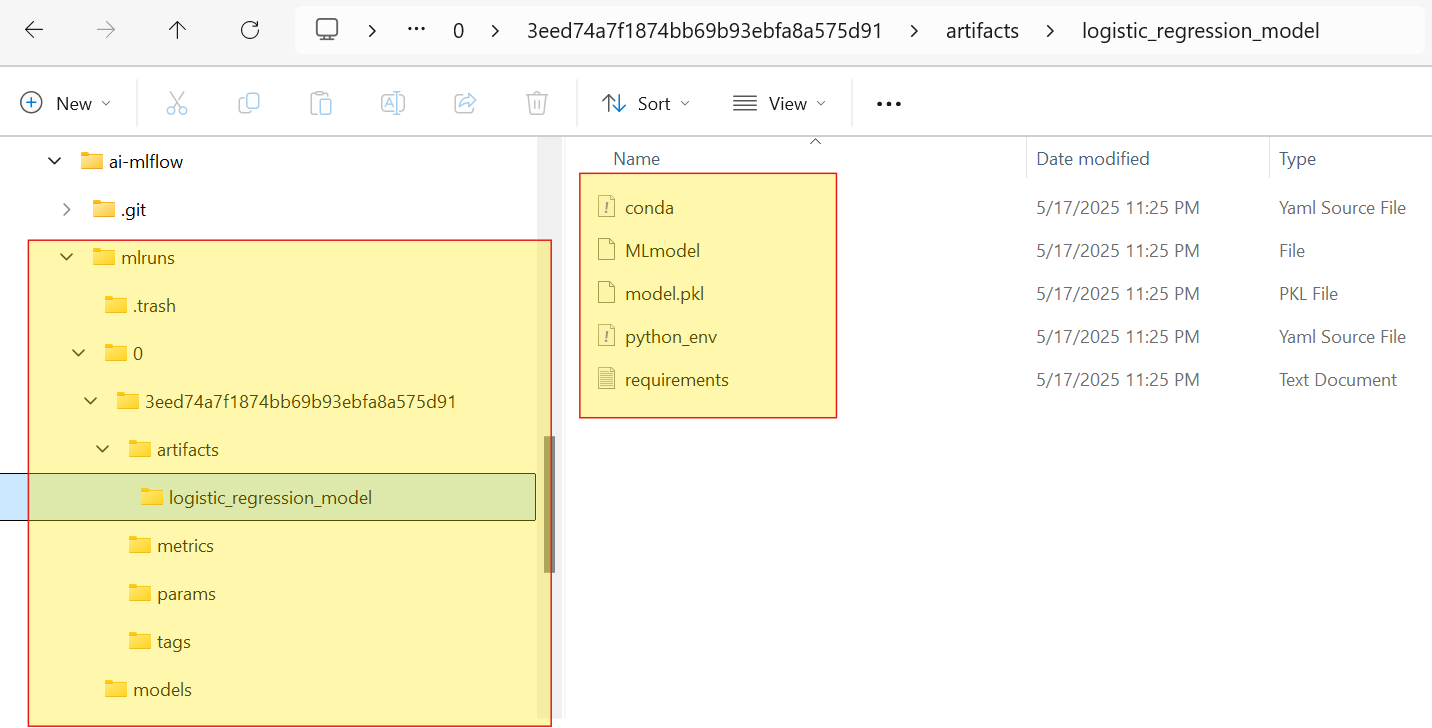 … 0 3eed74a7f1874bb69b93ebfa8a575d91 artifacts logistic_regression_model
New Sort View
ai-mlflow
.git
mlruns
.trash
0
3eed74a7f1874bb69b93ebfa8a575d91
artifacts
logistic_regression_model
metrics
params
tags
models
Name Date modified Type
conda 5/17/2025 11:25 PM Yaml Source File
MLmodel 5/17/2025 11:25 PM File
model.pkl 5/17/2025 11:25 PM PKL File
python_env 5/17/2025 11:25 PM Yaml Source File
requirements 5/17/2025 11:25 PM Text Document